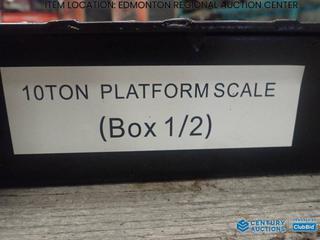 ITEM LOCATION: EDMONTON REGIONAL AUCTION CENTER
10TON PLATFORM SCALE
(Box 1/2)
CENTURY
AUCTIONS
ClubBid